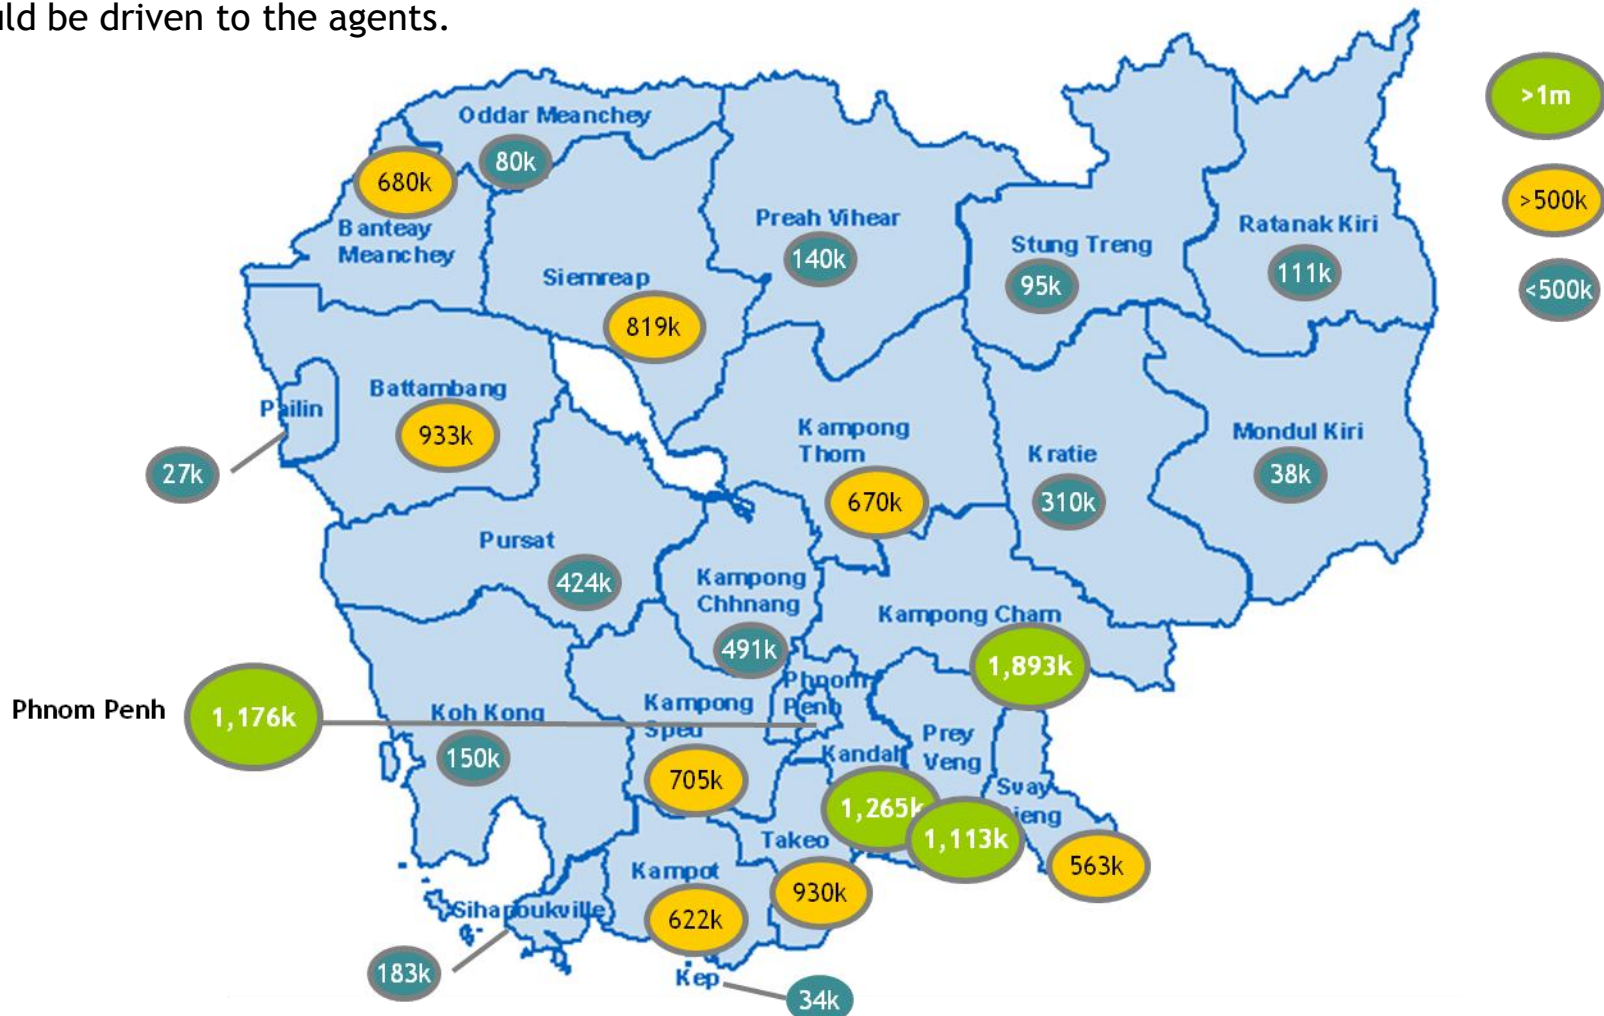 uld be driven to the agents.
>1m
Oddar Meanchey
80k
680k
>500k
Banteay
Meanchey
Preah Vihear
140k
Stung Treng
95k
Ratanak Kiri
111k
<500k
Siemreap
819k
Battambang
933k
Pailin
27k
Kampong
Thom
670k
Kratie
310k
Mondul Kiri
38k
Pursat
424k
Kampong
Chhnang
491k
Kampong Cham
1,893k
Phnom Penh
1,176k
Phnom
Penh
Koh Kong
150k
Kampong
Speu
705k
Kandal
1,265k
Prey
Veng
1,113k
Svay
ieng
563k
Takeo
930k
Kampot
622k
Sihanoukville
183k
Kep
34k